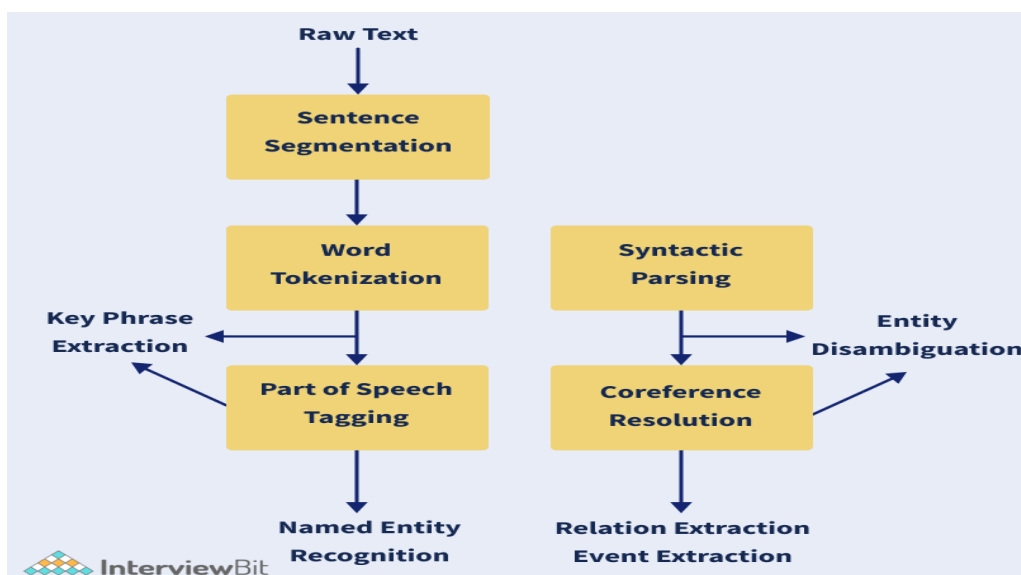 Raw Text
Sentence
Segmentation
Word
Tokenization
Syntactic
Parsing
Key Phrase
Extraction
Entity
Disambiguation
Part of Speech
Tagging
Coreference
Resolution
Named Entity
Recognition
Relation Extraction
Event Extraction
InterviewBit